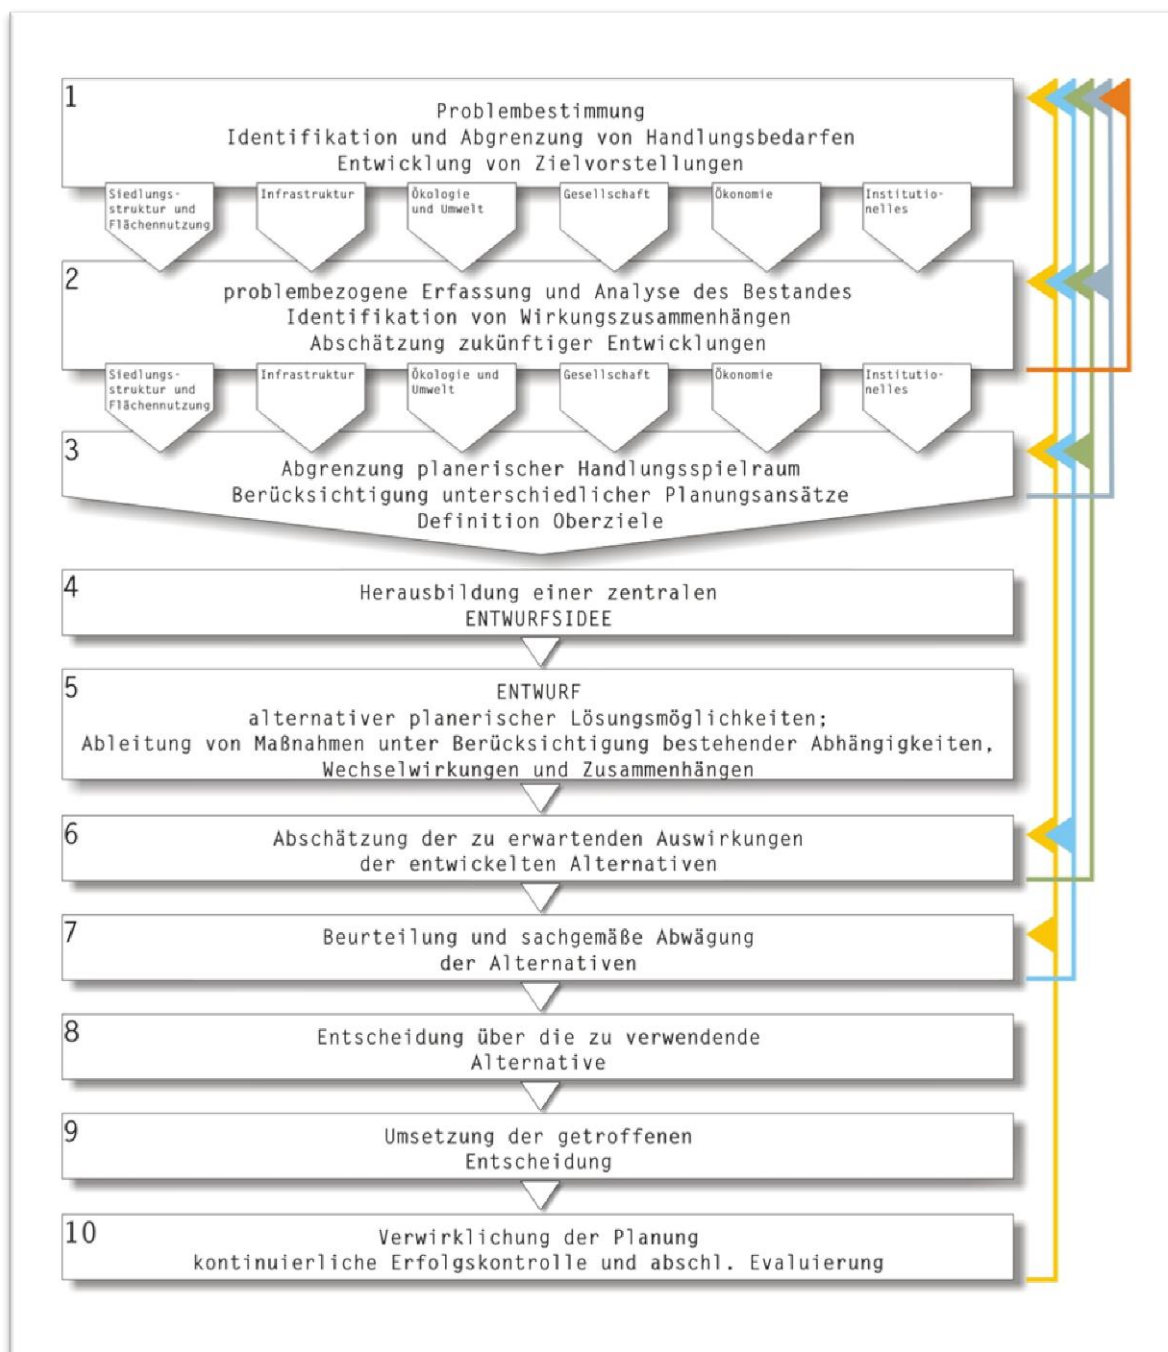 1
Problembestimmung
Identifikation und Abgrenzung von Handlungsbedarfen
Entwicklung von Zielvorstellungen
Siedlungs-
struktur und
Flächennutzung
Infrastruktur
Ökologie
und Umwelt
Gesellschaft
Ökonomie
Institutio-
nelles
2
problembezogene Erfassung und Analyse des Bestandes
Identifikation von Wirkungszusammenhängen
Abschätzung zukünftiger Entwicklungen
Siedlungs-
struktur und
Flächennutzung
Infrastruktur
Ökologie und
Umwelt
Gesellschaft
Ökonomie
Institutio-
nelles
3
Abgrenzung planerischer Handlungsspielraum
Berücksichtigung unterschiedlicher Planungsansätze
Definition Oberziele
4
Herausbildung einer zentralen
ENTWURFSIDEE
5
ENTWURF
alternativer planerischer Lösungsmöglichkeiten;
Ableitung von Maßnahmen unter Berücksichtigung bestehender Abhängigkeiten,
Wechselwirkungen und Zusammenhängen
6
Abschätzung der zu erwartenden Auswirkungen
der entwickelten Alternativen
7
Beurteilung und sachgemäße Abwägung
der Alternativen
8
Entscheidung über die zu verwendende
Alternative
9
Umsetzung der getroffenen
Entscheidung
10
Verwirklichung der Planung
kontinuierliche Erfolgskontrolle und abschl. Evaluierung